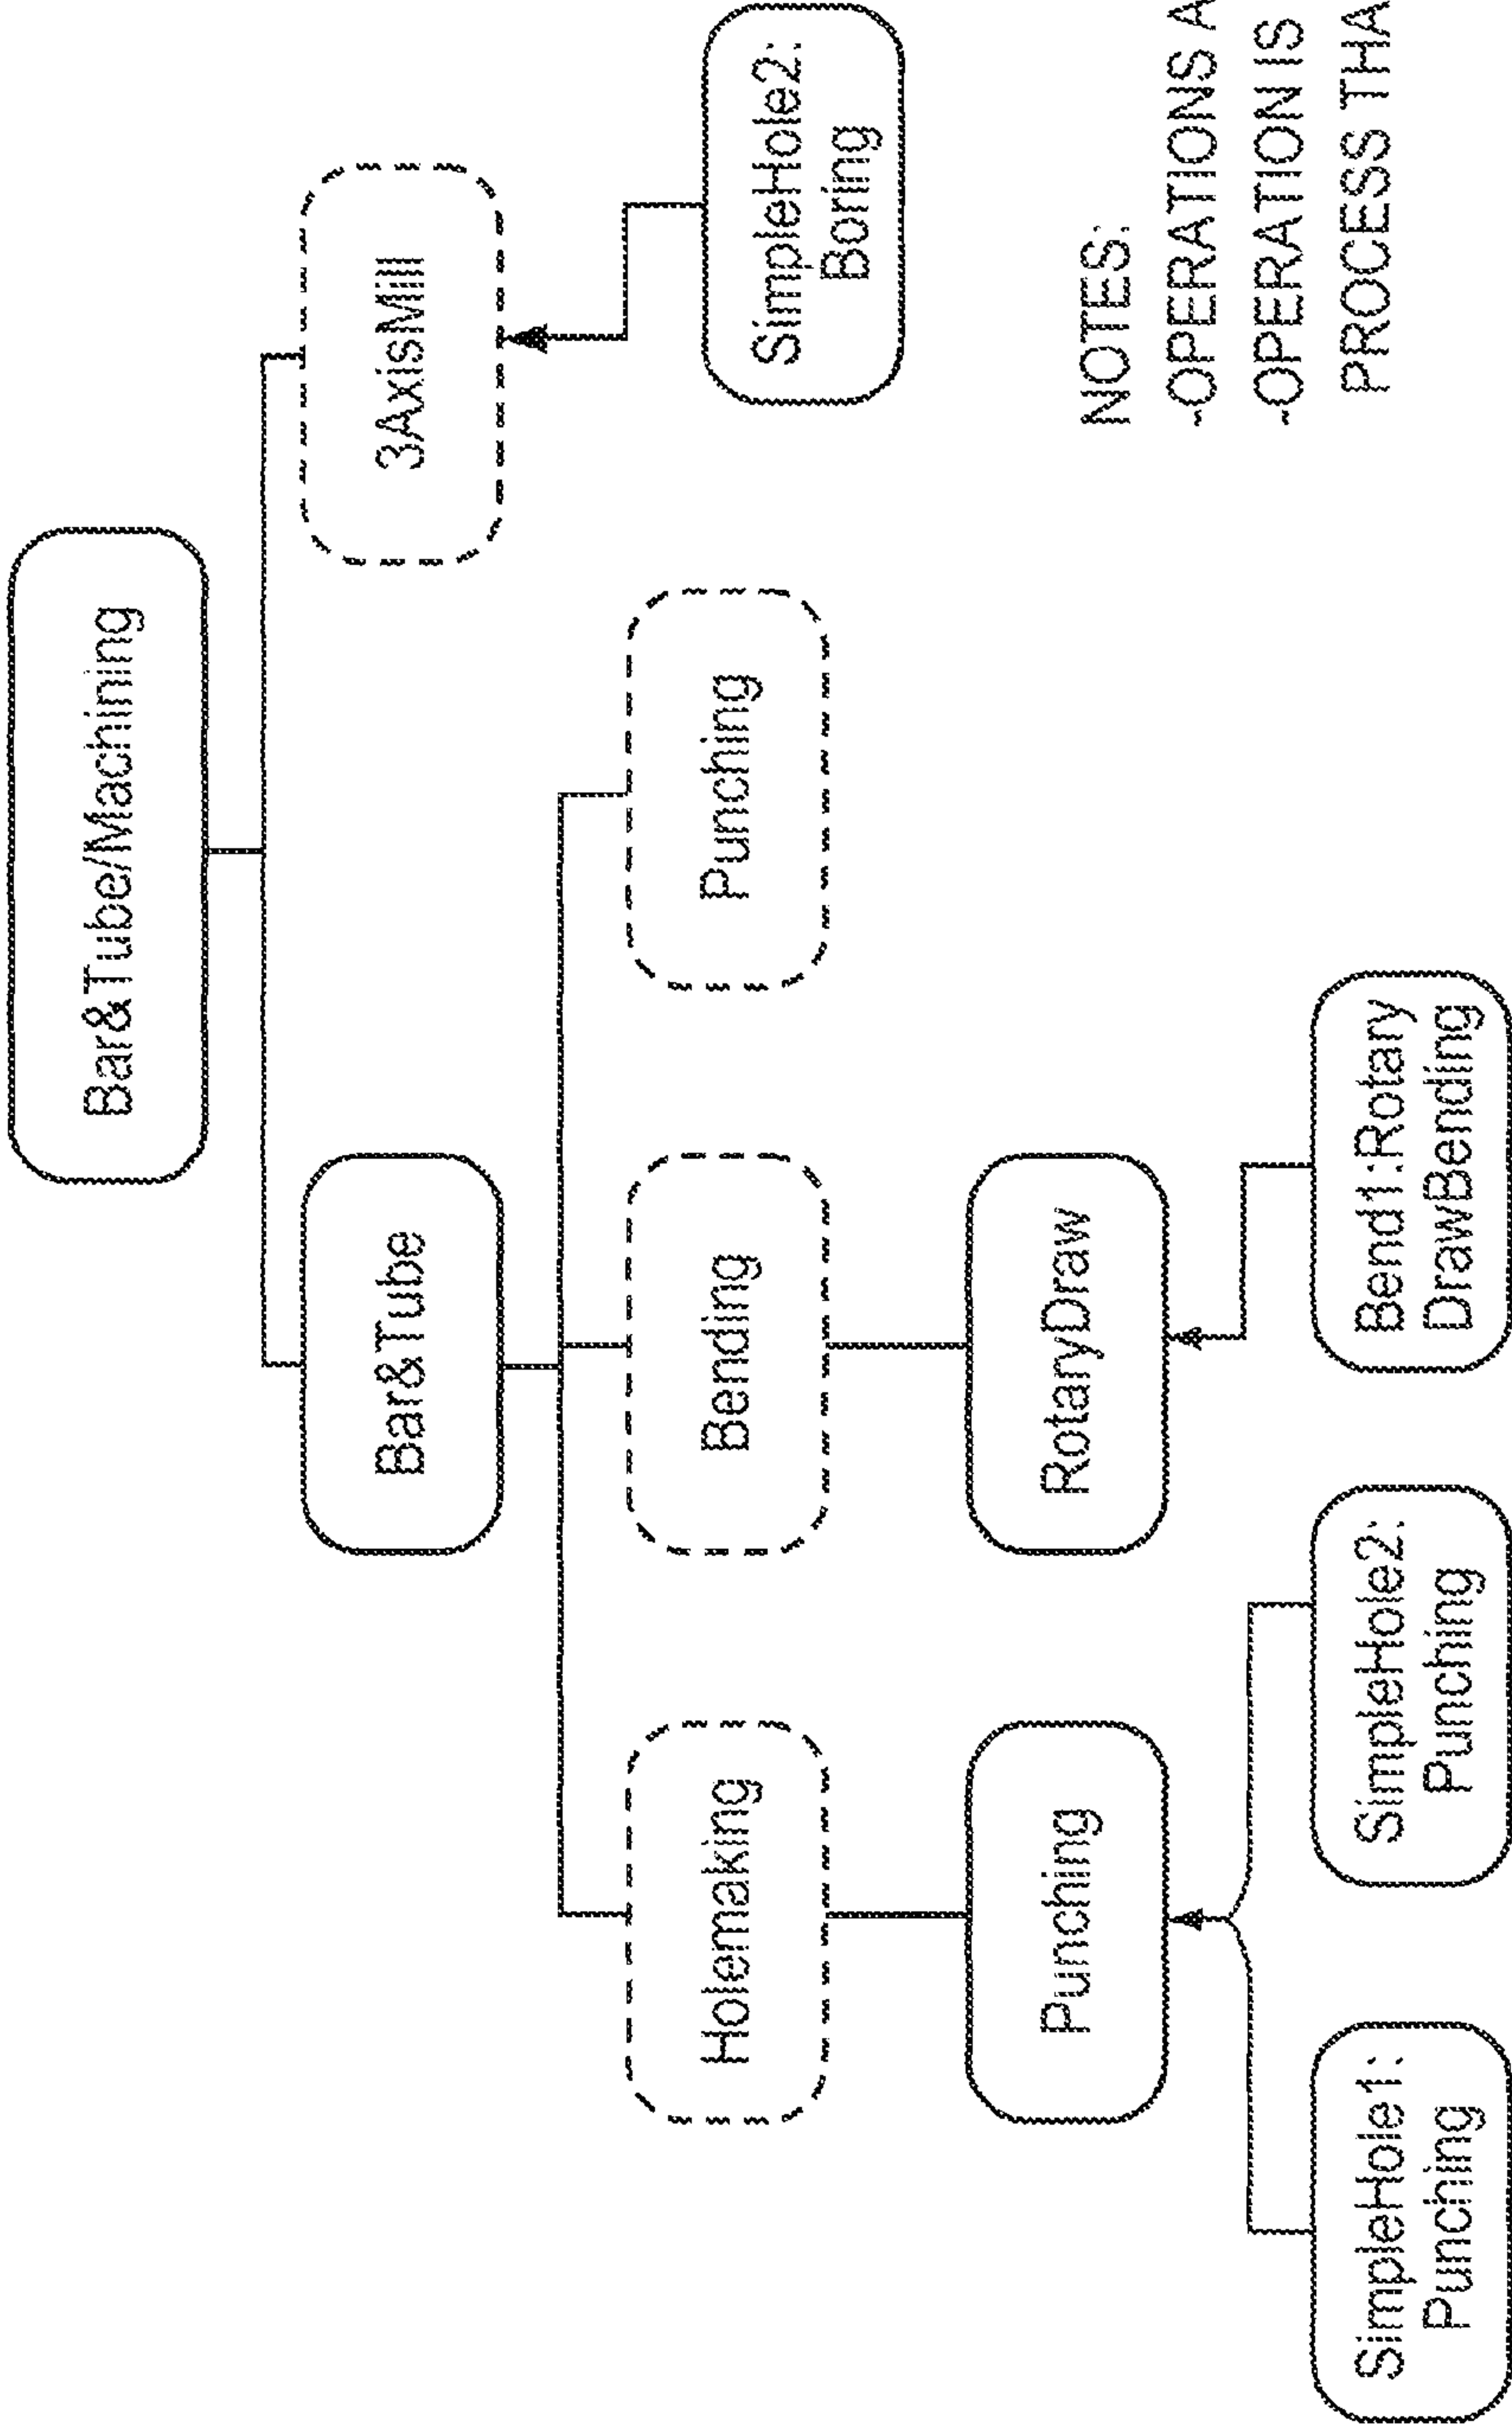 Bar&Tube/Machining
Bar&Tube
3AxisMill
Holemaking
Bending
Punching
SimpleHole2:
Boring
Punching
RotaryDraw
SimpleHole1:
Punching
SimpleHole2:
Punching
Bend1:Rotary
DrawBending
NOTES:
-OPERATIONS A
-OPERATION IS
PROCESS THA